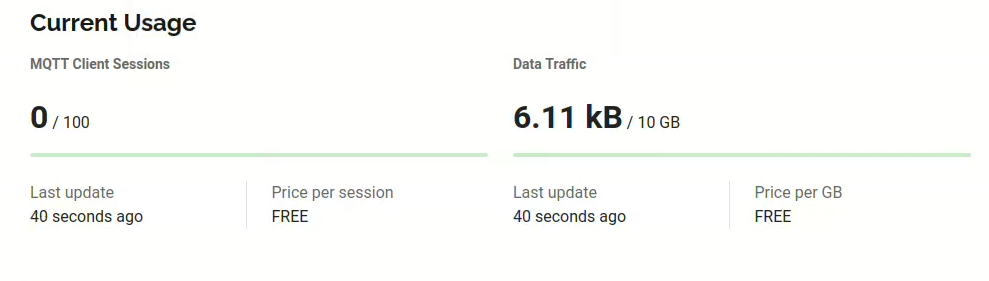 Current Usage
MQTT Client Sessions
0 / 100
Last update
40 seconds ago
Price per session
FREE
Data Traffic
6.11 kB / 10 GB
Last update
40 seconds ago
Price per GB
FREE